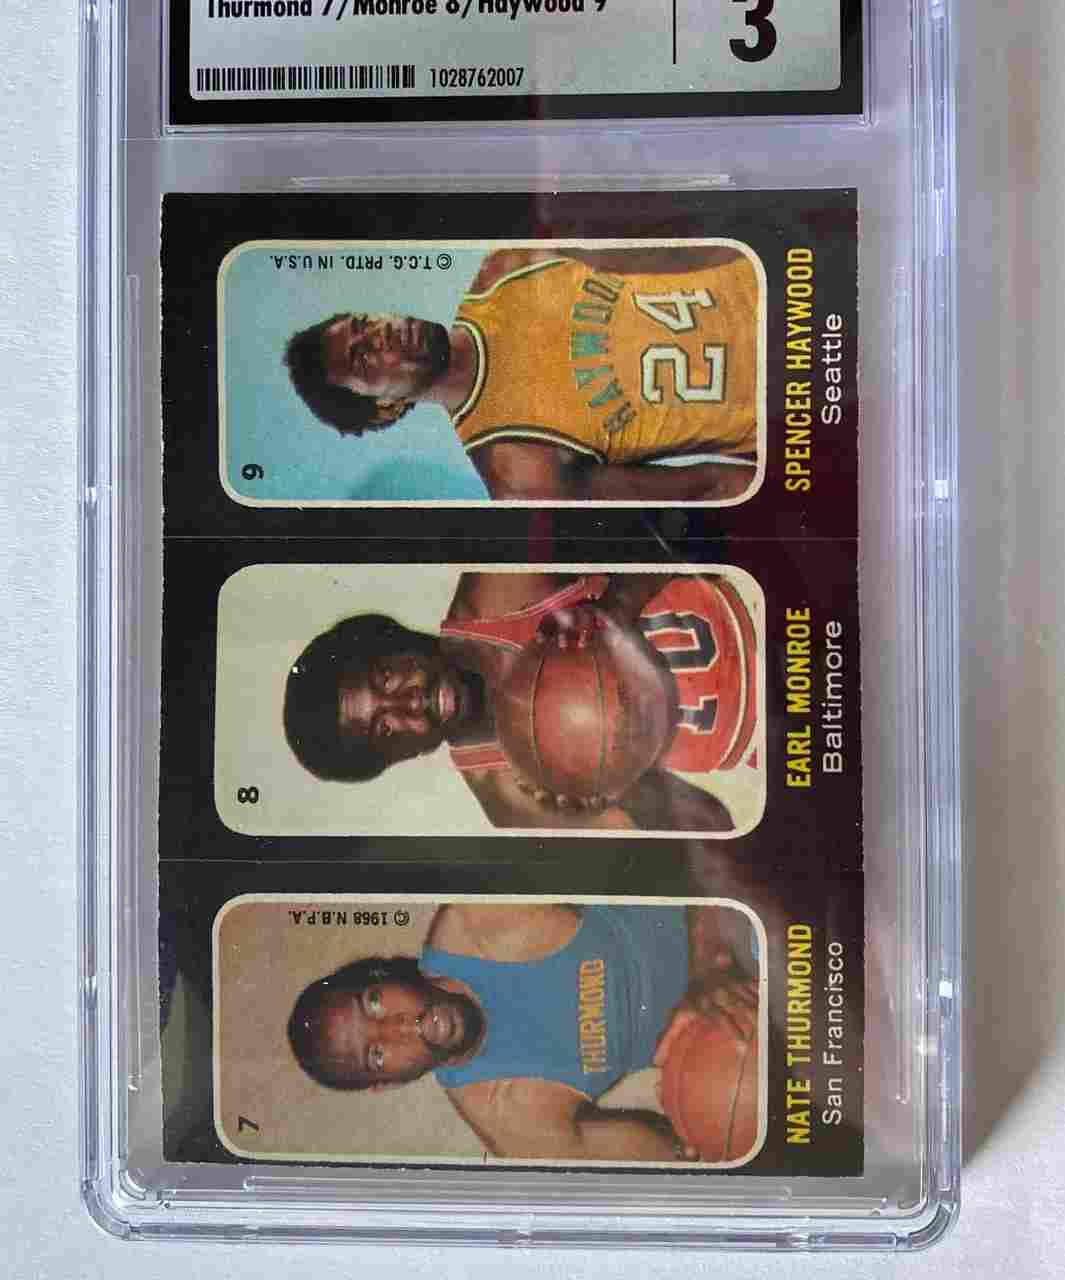 Thurmond 7/Monroe 8/Haywood 9
3
1028762007
© T.C.G. PRTD. IN U.S.A.
9
HAYWOOD
24
SPENCER HAYWOOD
Seattle
8
10
EARL MONROE
Baltimore
© 1968 N.B.P.A.
7
THURMOND
NATE THURMOND
San Francisco